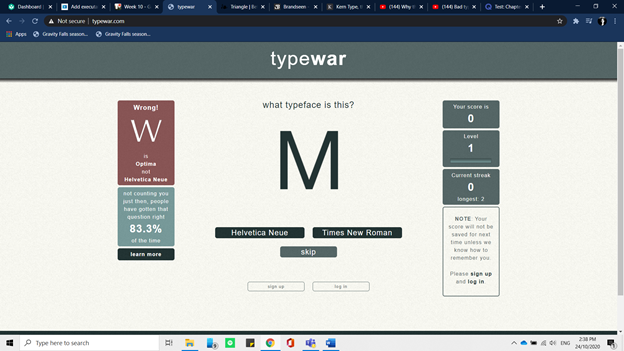 Dashboard
Add execute
Week 10 - G
typewar
Triangle | B
Brandseen -
Kern Type, t
(144) Why t
(144) Bad t
Test: Chapte
Not secure | typewar.com
Apps
Gravity Falls season...
Gravity Falls season...
typewar
Wrong!
W
is
Optima
not
Helvetica Neue
not counting you
just then, people
have gotten that
question right
83.3%
of the time
learn more
what typeface is this?
M
Helvetica Neue
Times New Roman
skip
sign up
log in
Your score is
0
Level
1
Current streak
0
longest 2
NOTE: Your
score will not be
saved for next
time unless we
know how to
remember you.
Please sign up
and log in.
Type here to search
ENG
2:38 PM
24/10/2020